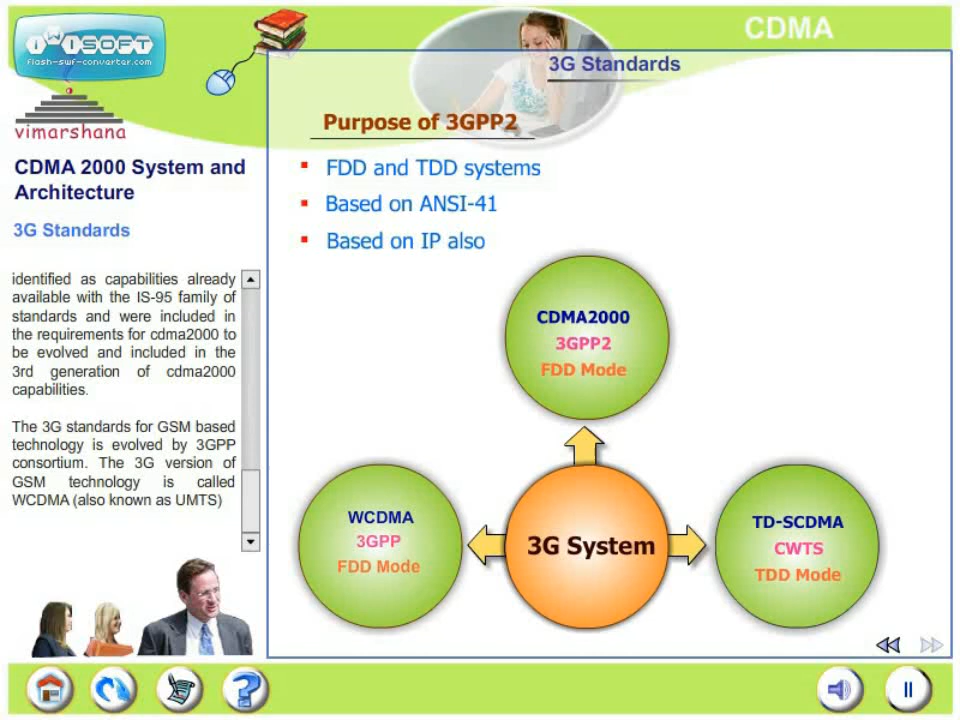 iWiSOFT
flash-swf-converter.com
vimarshana
CDMA
3G Standards
CDMA 2000 System and
Architecture
3G Standards
identified as capabilities already
available with the IS-95 family of
standards and were included in
the requirements for cdma2000 to
be evolved and included in the
3rd generation of cdma2000
capabilities.
The 3G standards for GSM based
technology is evolved by 3GPP
consortium. The 3G version of
GSM technology is called
WCDMA (also known as UMTS)
Purpose of 3GPP2
FDD and TDD systems
Based on ANSI-41
Based on IP also
CDMA2000
3GPP2
FDD Mode
WCDMA
3GPP
FDD Mode
3G System
TD-SCDMA
CWTS
TDD Mode